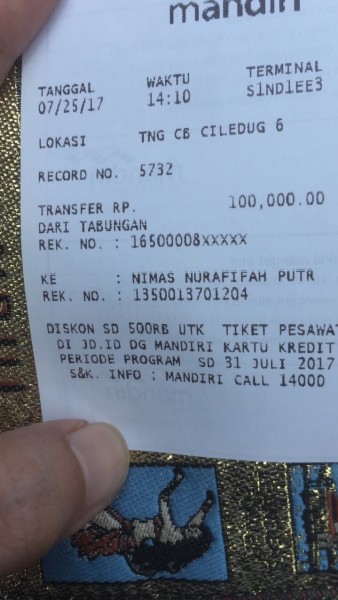 mandiri
TANGGAL WAKTU TERMINAL
07/25/17 14:10 S1ND1EE3
LOKASI TNG CB CILEDUG 6
RECORD NO. 5732
TRANSFER RP. 100,000.00
DARI TABUNGAN
REK. NO. : 16500008XXXXX
KE : NIMAS NURAFIFAH PUTR
REK. NO. : 1350013701204
DISKON SD 500RB UTK TIKET PESAWAT
DI JD.ID DG MANDIRI KARTU KREDIT
PERIODE PROGRAM SD 31 JULI 2017
S&K. INFO : MANDIRI CALL 14000